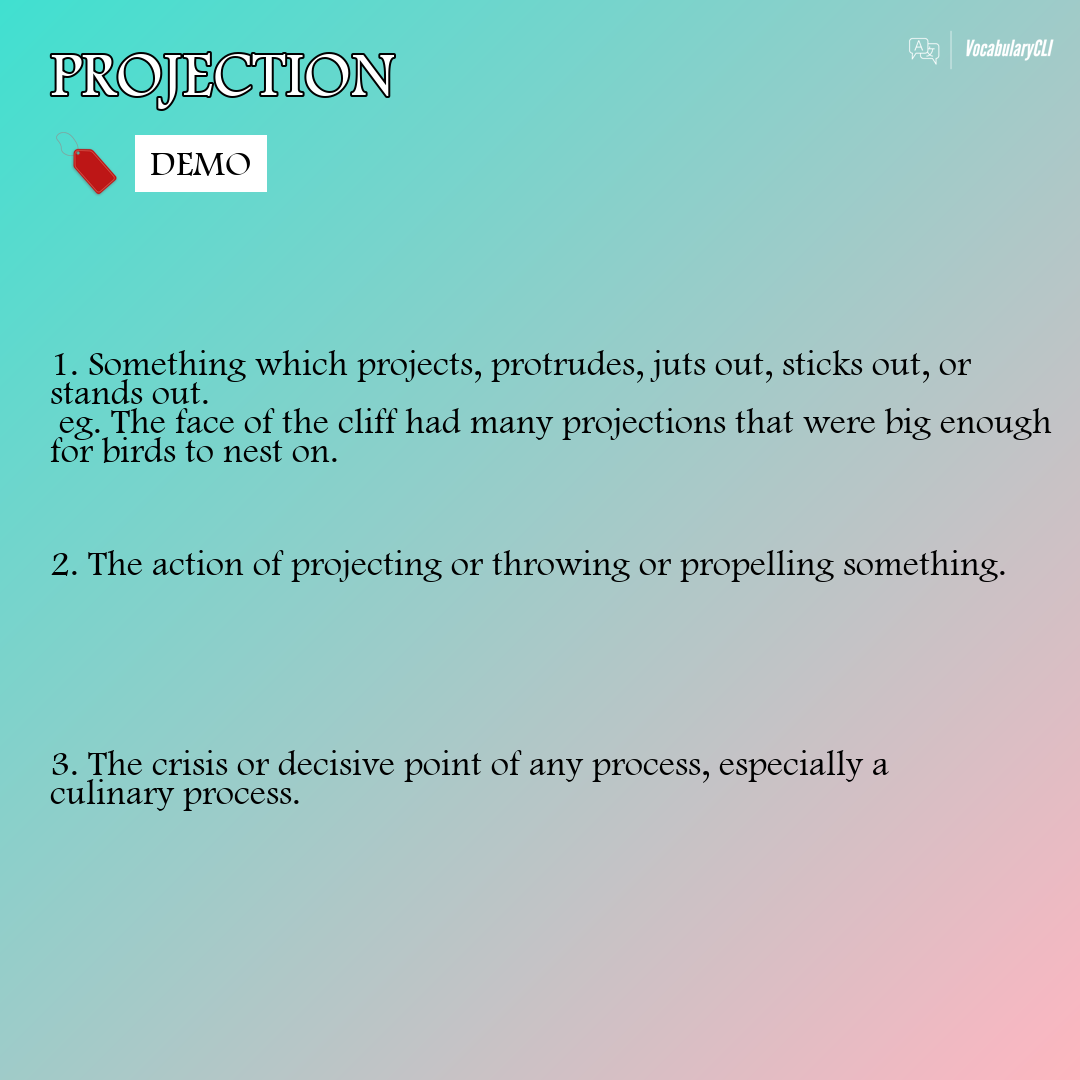 PROJECTION
VocabularyCLI
DEMO
1. Something which projects, protrudes, juts out, sticks out, or
stands out.
eg. The face of the cliff had many projections that were big enough
for birds to nest on.
2. The action of projecting or throwing or propelling something.
3. The crisis or decisive point of any process, especially a
culinary process.